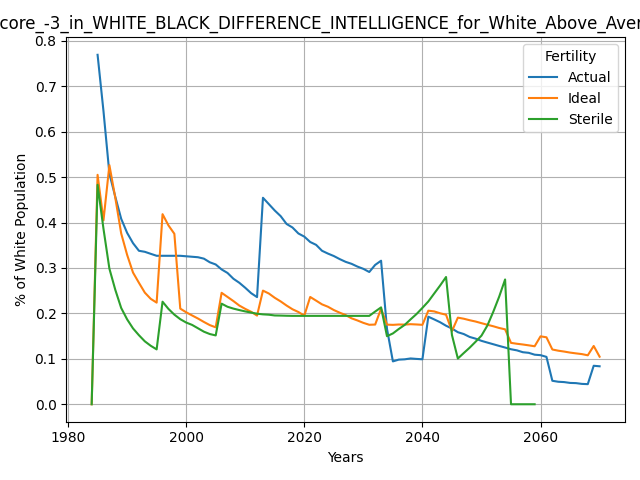 core_-3_in_WHITE_BLACK_DIFFERENCE_INTELLIGENCE_for_White_Above_Aver
Fertility
Actual
Ideal
Sterile
% of White Population
0.8
0.7
0.6
0.5
0.4
0.3
0.2
0.1
0.0
1980
2000
2020
2040
2060
Years